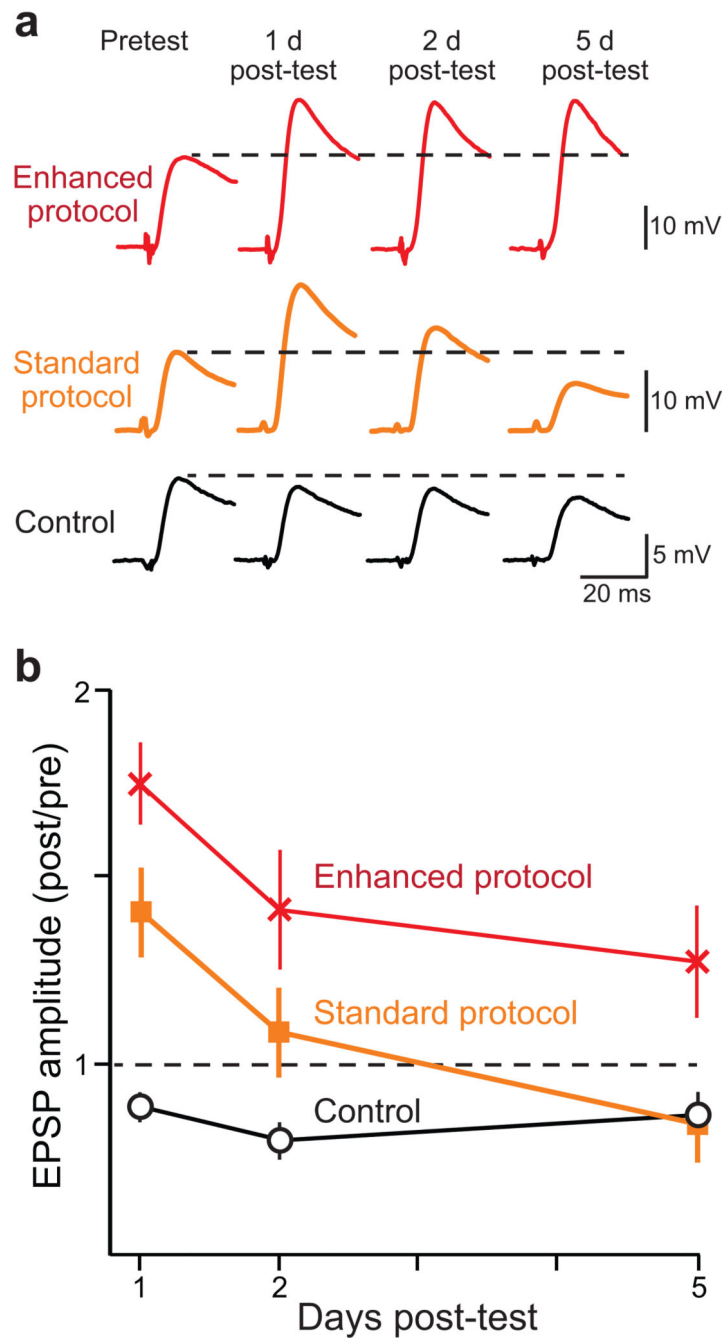 a
Pretest
1 d
post-test
2 d
post-test
5 d
post-test
Enhanced
protocol
10 mV
Standard
protocol
10 mV
Control
5 mV
20 ms
b
2
1
EPSP amplitude (post/pre)
Enhanced protocol
Standard protocol
Control
1
2
5
Days post-test